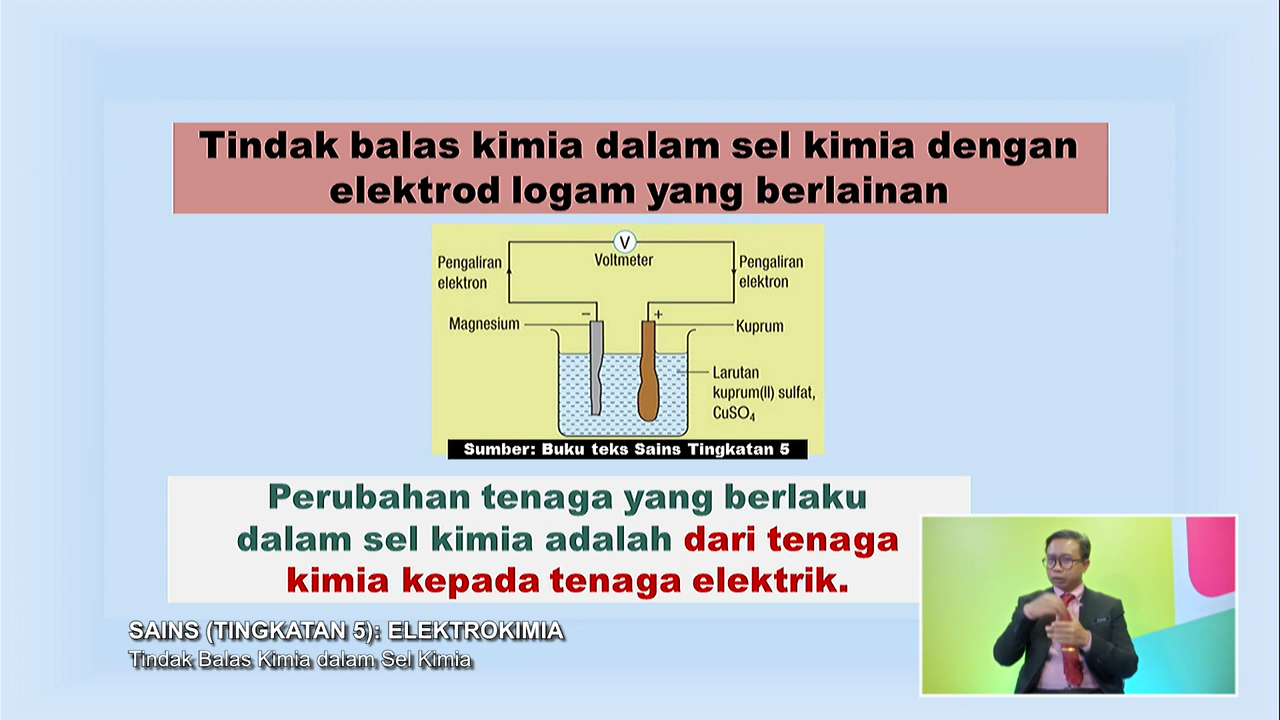 Tindak balas kimia dalam sel kimia dengan
elektrod logam yang berlainan
V
Voltmeter
Pengaliran
elektron
Pengaliran
elektron
− +
Magnesium
Kuprum
Larutan
kuprum(II) sulfat,
CuSO₄
Sumber: Buku teks Sains Tingkatan 5
Perubahan tenaga yang berlaku
dalam sel kimia adalah dari tenaga
kimia kepada tenaga elektrik.
SAINS (TINGKATAN 5): ELEKTROKIMIA
Tindak Balas Kimia dalam Sel Kimia